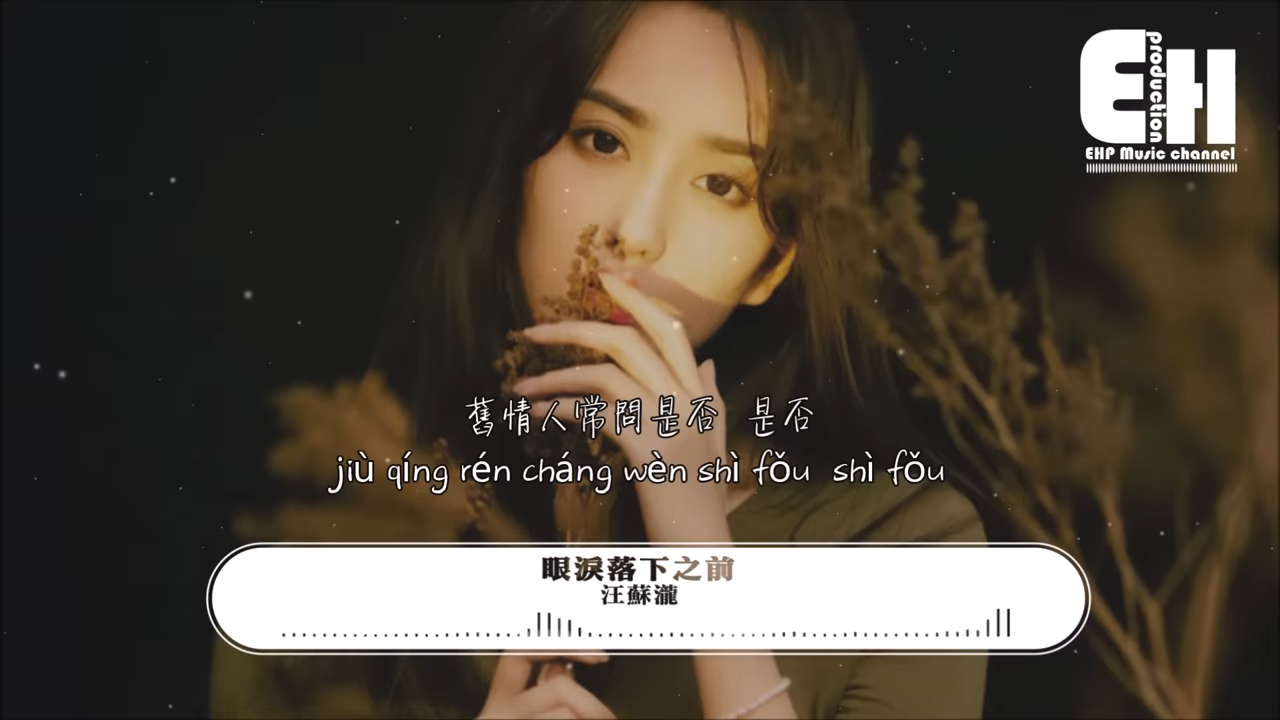 EH
production
EHP Music channel
舊情人常問是否 是否
jiù qíng rén cháng wèn shì fǒu shì fǒu
眼淚落下之前
汪蘇瀧